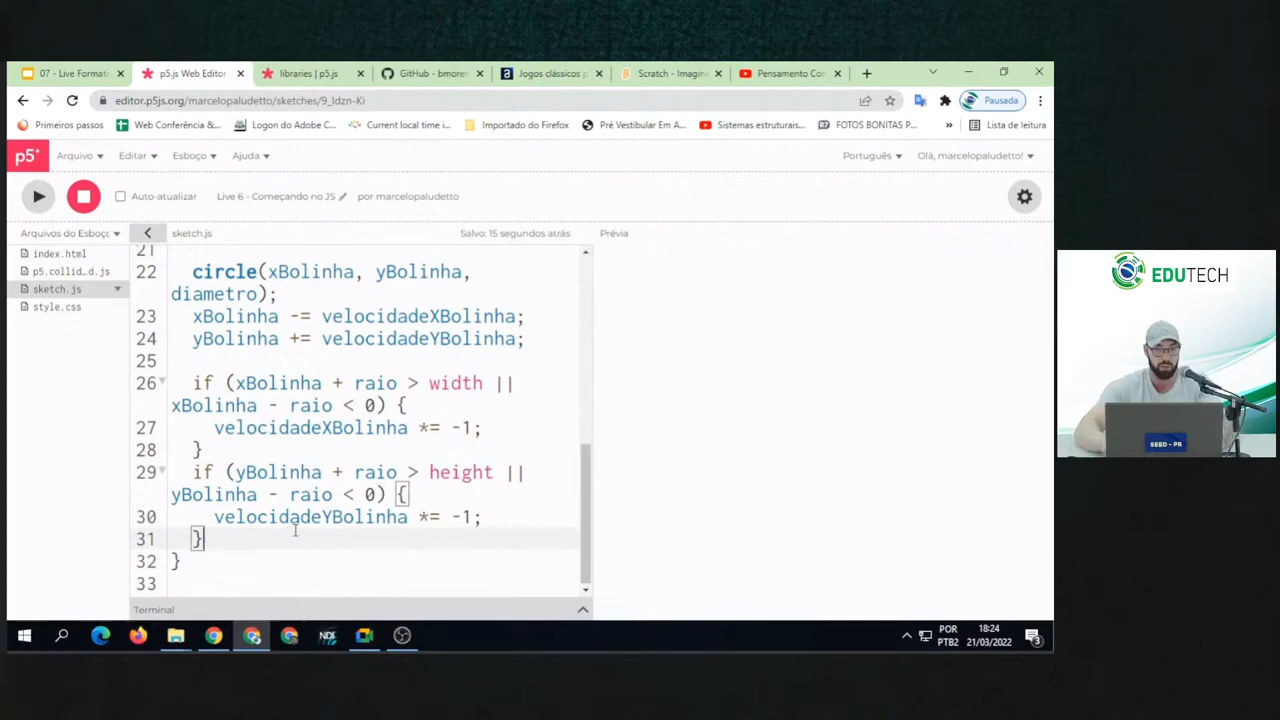 07 - Live Formati
p5.js Web Editor
libraries | p5.js
GitHub - bmoren
Jogos clássicos p
Scratch - Imagine
Pensamento Con
editor.p5js.org/marcelopaludetto/sketches/9_ldzn-Ki
Pausada
Primeiros passos
Web Conferência &...
Logon do Adobe C...
Current local time i...
Importado do Firefox
Pré Vestibular Em A...
Sistemas estruturais...
FOTOS BONITAS P...
»
Lista de leitura
p5*
Arquivo
Editar
Esboço
Ajuda
Português
Olá, marcelopaludetto!
Auto-atualizar
Live 6 - Começando no JS
por marcelopaludetto
Arquivos do Esboço
sketch.js
Salvo: 15 segundos atrás
Prévia
index.html
p5.collid...d.js
sketch.js
style.css
21
22 circle(xBolinha, yBolinha,
diametro);
23 xBolinha -= velocidadeXBolinha;
24 yBolinha += velocidadeYBolinha;
25
26 if (xBolinha + raio > width ||
xBolinha - raio < 0) {
27 velocidadeXBolinha *= -1;
28 }
29 if (yBolinha + raio > height ||
yBolinha - raio < 0) {
30 velocidadeYBolinha *= -1;
31 }
32 }
33
Terminal
NDI
POR
PTB2
18:24
21/03/2022
3
EDUTECH
SEED - PR